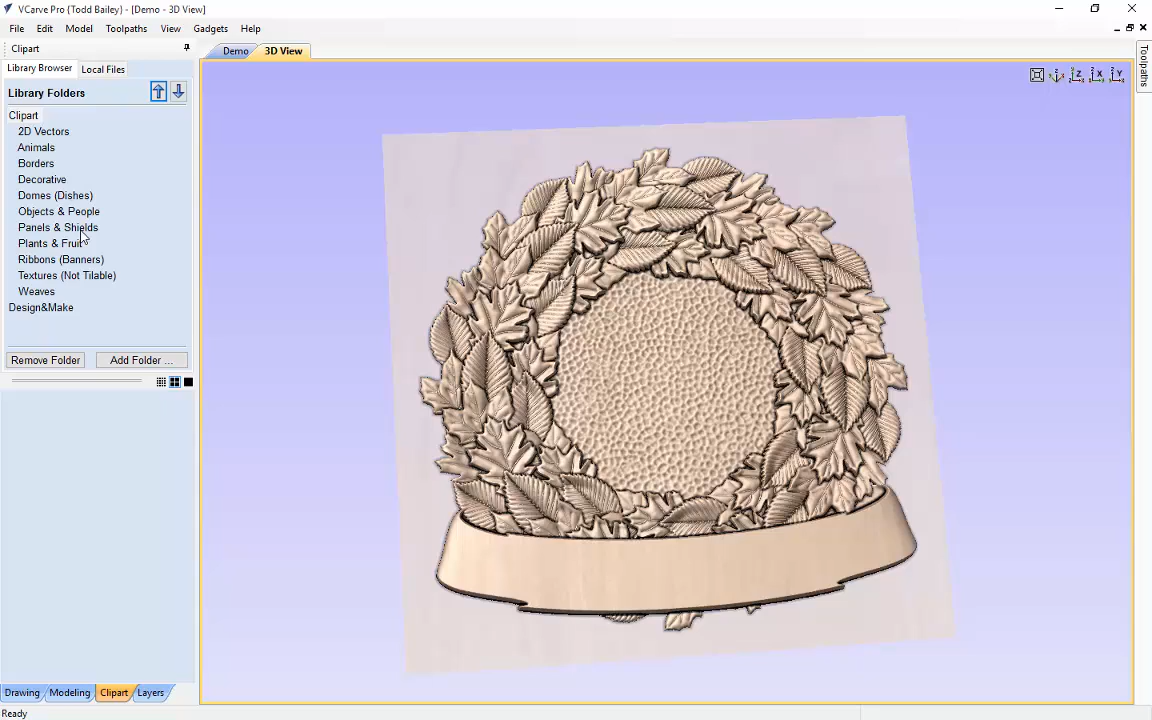 VCarve Pro {Todd Bailey} - [Demo - 3D View]
File Edit Model Toolpaths View Gadgets Help
Clipart
Demo 3D View
Library Browser Local Files
Library Folders
Clipart
2D Vectors
Animals
Borders
Decorative
Domes (Dishes)
Objects & People
Panels & Shields
Plants & Fruit
Ribbons (Banners)
Textures (Not Tilable)
Weaves
Design&Make
Remove Folder Add Folder ...
Drawing Modeling Clipart Layers
Ready
Toolpaths
Z X Y